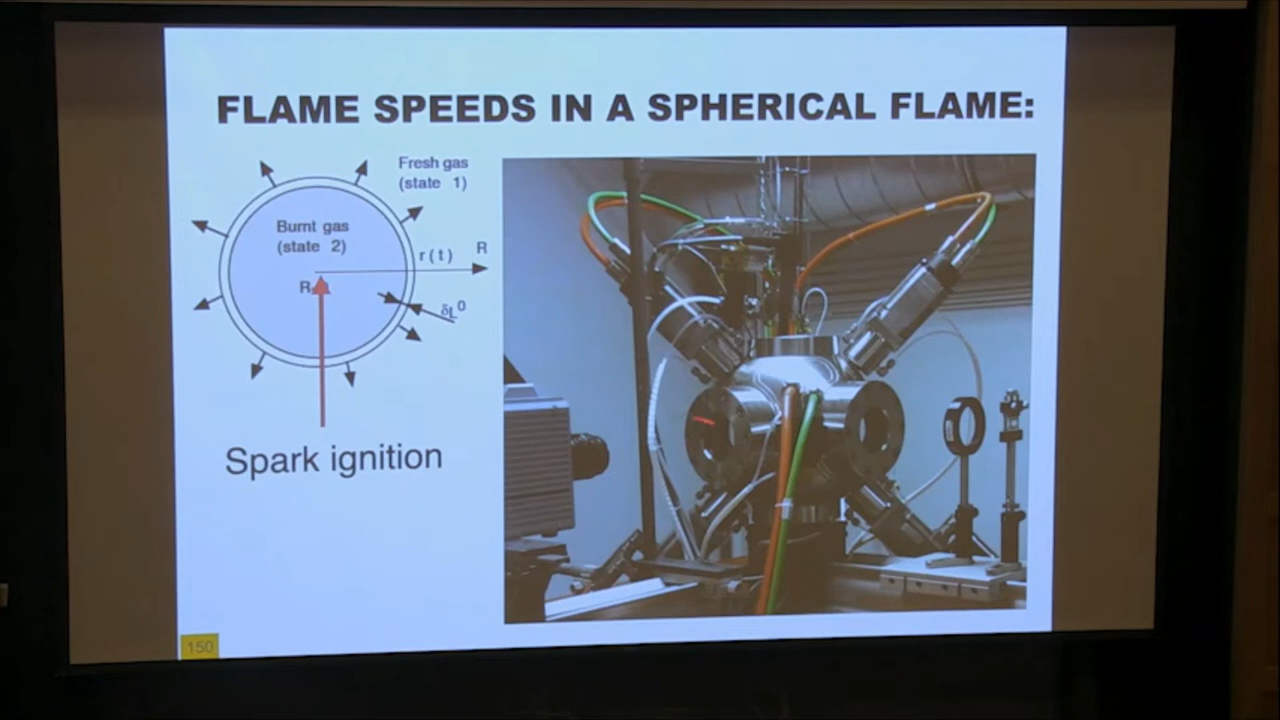 FLAME SPEEDS IN A SPHERICAL FLAME:
Fresh gas
(state 1)
Burnt gas
(state 2)
r(t)
R
δL⁰
Spark ignition
150